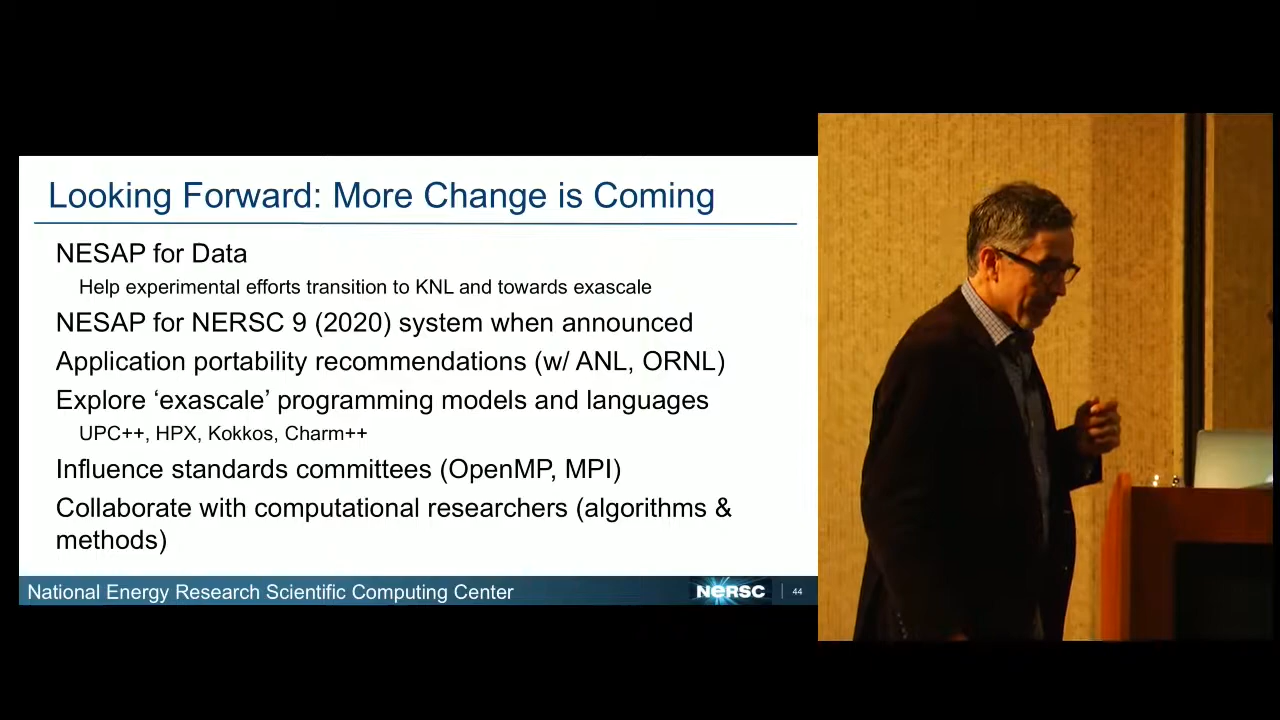 Looking Forward: More Change is Coming
NESAP for Data
Help experimental efforts transition to KNL and towards exascale
NESAP for NERSC 9 (2020) system when announced
Application portability recommendations (w/ ANL, ORNL)
Explore ‘exascale’ programming models and languages
UPC++, HPX, Kokkos, Charm++
Influence standards committees (OpenMP, MPI)
Collaborate with computational researchers (algorithms &
methods)
National Energy Research Scientific Computing Center
NERSC
44